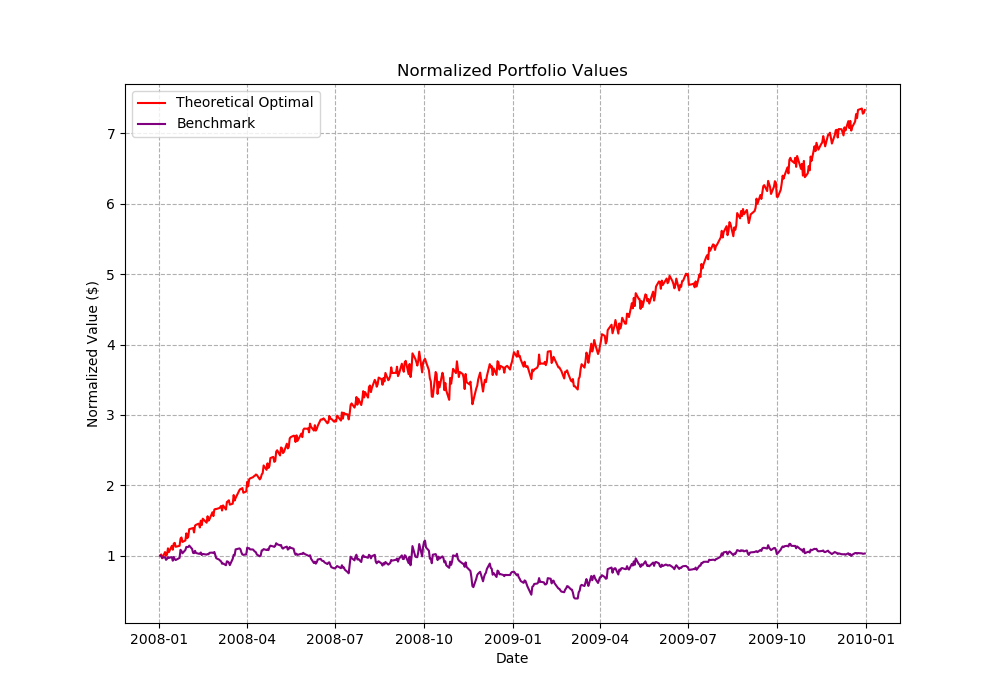 Normalized Portfolio Values
Theoretical Optimal
Benchmark
Normalized Value ($)
7
6
5
4
3
2
1
2008-01 2008-04 2008-07 2008-10 2009-01 2009-04 2009-07 2009-10 2010-01
Date